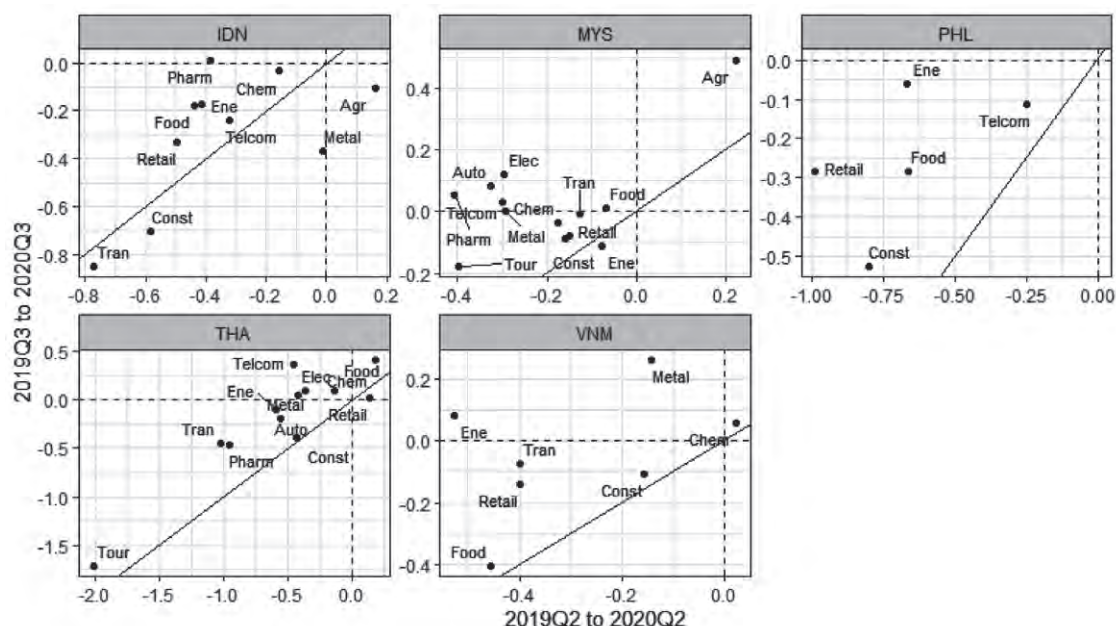 IDN
MYS
PHL
0.0
-0.2
-0.4
-0.6
-0.8
Pharm
Chem
Agr
Ene
Food
Telcom
Metal
Retail
Const
Tran
-0.8 -0.6 -0.4 -0.2 0.0 0.2
0.4
0.2
0.0
-0.2
Agr
Elec
Auto
Tran
Food
Telcom
Chem
Pharm
Metal
Retail
Tour
Const
Ene
-0.4 -0.2 0.0 0.2
0.0
-0.1
-0.2
-0.3
-0.4
-0.5
Ene
Telcom
Retail
Food
Const
-1.00 -0.75 -0.50 -0.25 0.00
THA
VNM
0.5
0.0
-0.5
-1.0
-1.5
Telcom
Food
Elec
Chem
Ene
Metal
Retail
Tran
Auto
Pharm
Const
Tour
-2.0 -1.5 -1.0 -0.5 0.0
0.2
0.0
-0.2
-0.4
Metal
Ene
Chem
Tran
Retail
Const
Food
-0.4 -0.2 0.0
2019Q3 to 2020Q3
2019Q2 to 2020Q2